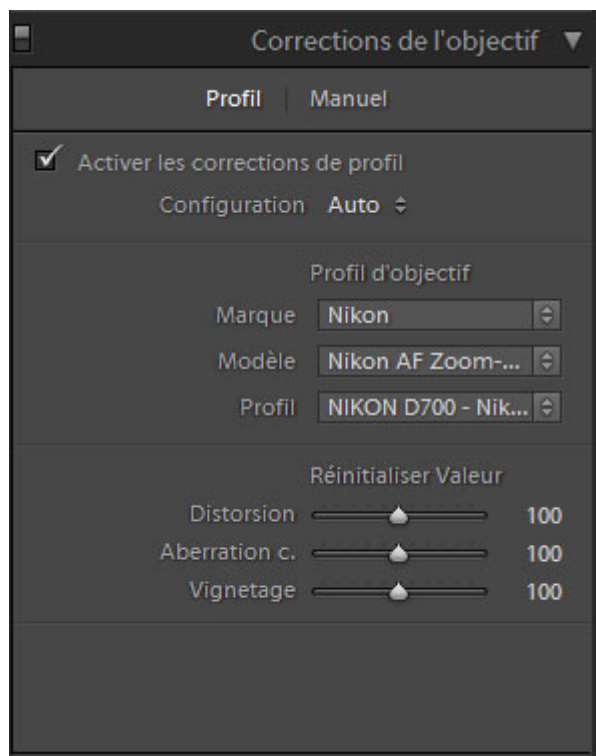 Corrections de l'objectif
Profil Manuel
Activer les corrections de profil
Configuration Auto
Profil d'objectif
Marque Nikon
Modèle Nikon AF Zoom-...
Profil NIKON D700 - Nik...
Réinitialiser Valeur
Distorsion 100
Aberration c. 100
Vignetage 100